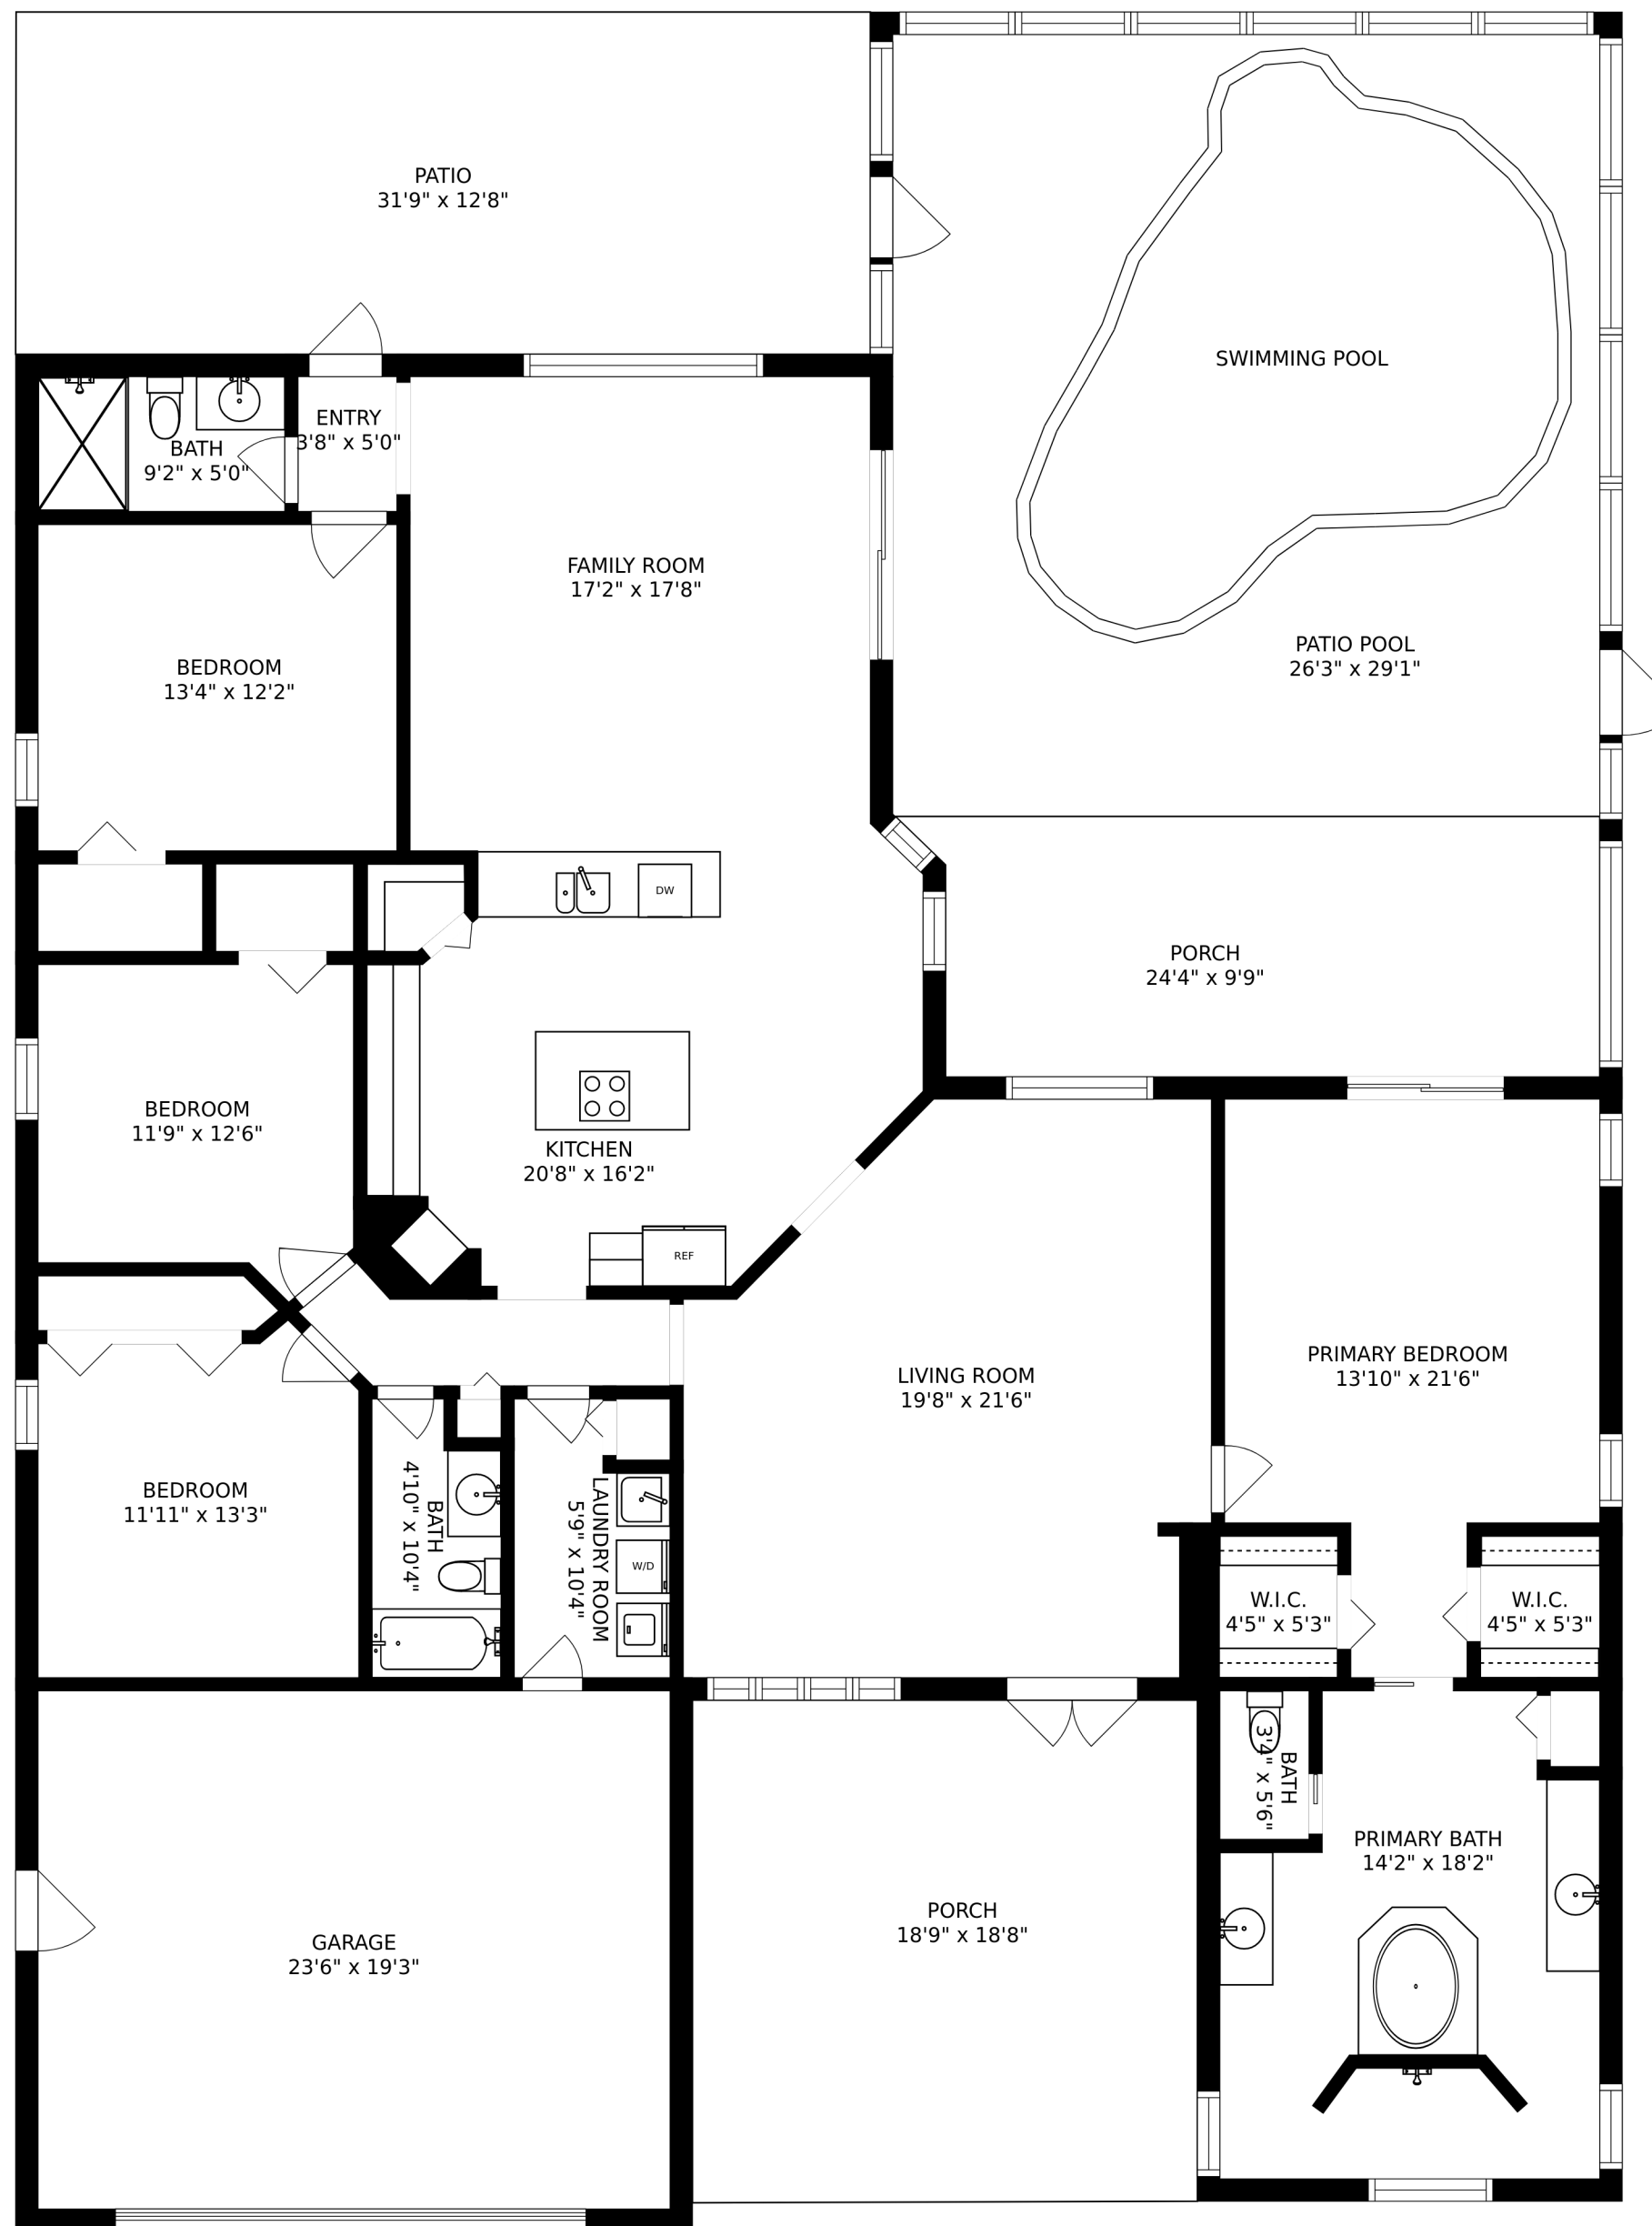 PATIO
31'9" x 12'8"
SWIMMING POOL
ENTRY
3'8" x 5'0"
BATH
9'2" x 5'0"
FAMILY ROOM
17'2" x 17'8"
PATIO POOL
26'3" x 29'1"
BEDROOM
13'4" x 12'2"
DW
PORCH
24'4" x 9'9"
BEDROOM
11'9" x 12'6"
KITCHEN
20'8" x 16'2"
REF
PRIMARY BEDROOM
13'10" x 21'6"
LIVING ROOM
19'8" x 21'6"
BEDROOM
11'11" x 13'3"
BATH
4'10" x 10'4"
LAUNDRY ROOM
5'9" x 10'4"
W/D
W.I.C.
4'5" x 5'3"
W.I.C.
4'5" x 5'3"
BATH
3'4" x 5'6"
PRIMARY BATH
14'2" x 18'2"
PORCH
18'9" x 18'8"
GARAGE
23'6" x 19'3"